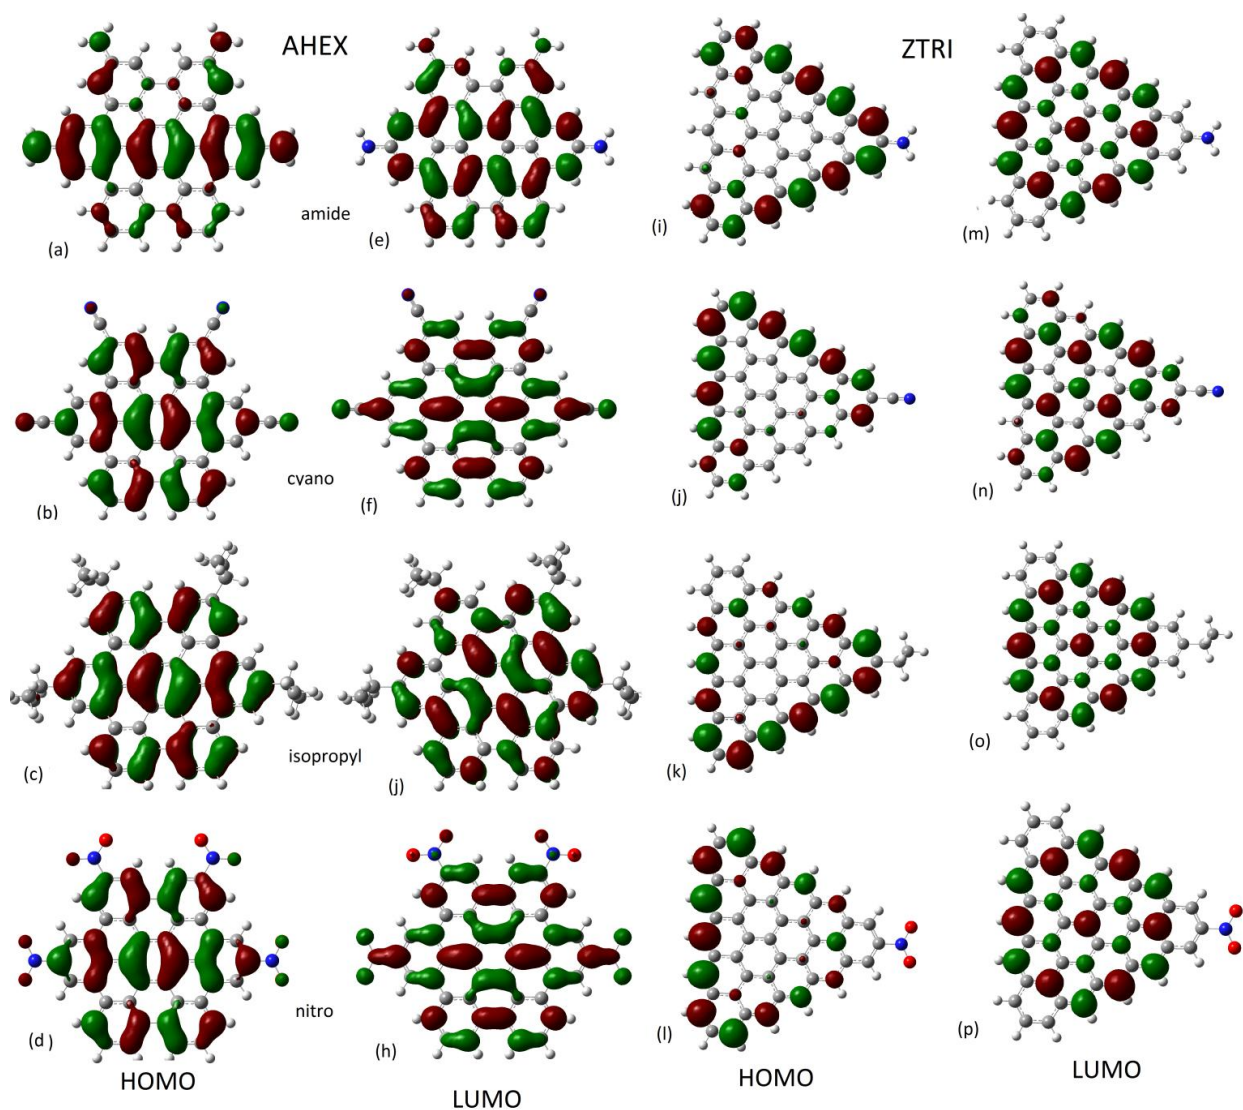 AHEX
ZTRI
(a)
amide
(e)
(i)
(m)
(b)
cyano
(f)
(j)
(n)
(c)
isopropyl
(j)
(k)
(o)
(d)
nitro
(h)
(l)
(p)
HOMO
LUMO
HOMO
LUMO